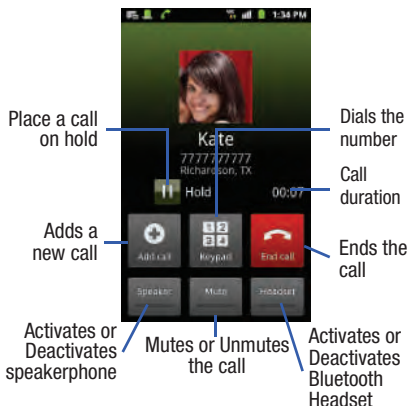 1:34 PM
Place a call
on hold
Kate
7777777777
Richardson, TX
Hold
00:07
Dials the
number
Call
duration
Adds a
new call
Add call
Keypad
End call
Ends the
call
Speaker
Mute
Headset
Activates or
Deactivates
speakerphone
Mutes or Unmutes
the call
Activates or
Deactivates
Bluetooth
Headset